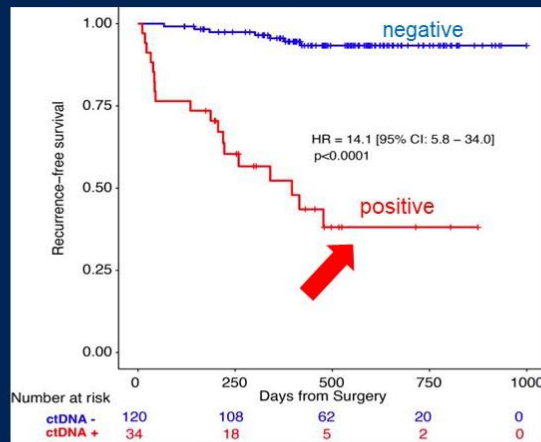 1.00
negative
0.75
HR = 14.1 [95% CI: 5.8 – 34.0]
p<0.0001
Recurrence-free survival
0.50
positive
0.25
0.00
0 250 500 750 1000
Number at risk Days from Surgery
ctDNA - 120 108 62 20 0
ctDNA + 34 18 5 2 0